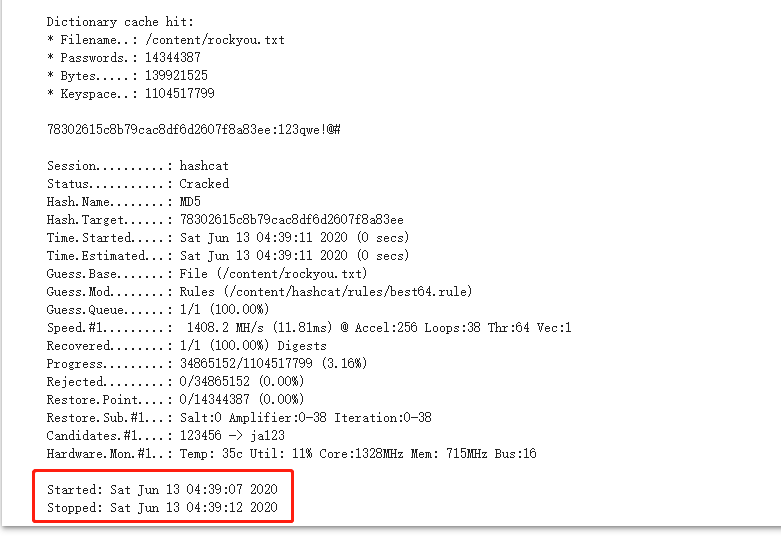 Dictionary cache hit:
* Filename..: /content/rockyou.txt
* Passwords.: 14344387
* Bytes.....: 139921525
* Keyspace..: 1104517799
78302615c8b79cac8df6d2607f8a83ee:123qwe!@#
Session..........: hashcat
Status...........: Cracked
Hash.Name........: MD5
Hash.Target......: 78302615c8b79cac8df6d2607f8a83ee
Time.Started.....: Sat Jun 13 04:39:11 2020 (0 secs)
Time.Estimated...: Sat Jun 13 04:39:11 2020 (0 secs)
Guess.Base.......: File (/content/rockyou.txt)
Guess.Mod........: Rules (/content/hashcat/rules/best64.rule)
Guess.Queue......: 1/1 (100.00%)
Speed.#1.........:  1408.2 MH/s (11.81ms) @ Accel:256 Loops:38 Thr:64 Vec:1
Recovered........: 1/1 (100.00%) Digests
Progress.........: 34865152/1104517799 (3.16%)
Rejected.........: 0/34865152 (0.00%)
Restore.Point....: 0/14344387 (0.00%)
Restore.Sub.#1...: Salt:0 Amplifier:0-38 Iteration:0-38
Candidates.#1....: 123456 -> ja123
Hardware.Mon.#1..: Temp: 35c Util: 11% Core:1328MHz Mem: 715MHz Bus:16
Started: Sat Jun 13 04:39:07 2020
Stopped: Sat Jun 13 04:39:12 2020